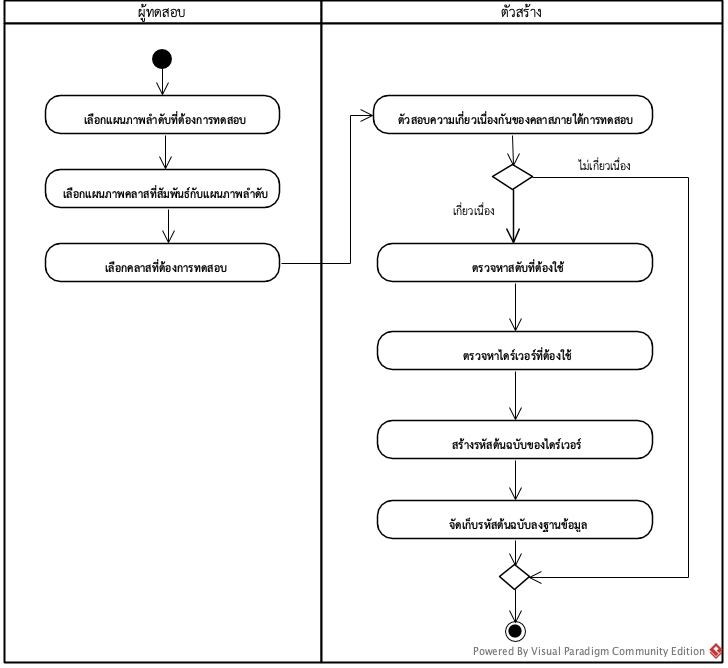 ผู้ทดสอบ
ตัวสร้าง
เลือกแผนภาพลำดับที่ต้องการทดสอบ
เลือกแผนภาพคลาสที่สัมพันธ์กับแผนภาพลำดับ
เลือกคลาสที่ต้องการทดสอบ
ตัวสอบความเกี่ยวเนื่องกันของคลาสภายใต้การทดสอบ
ไม่เกี่ยวเนื่อง
เกี่ยวเนื่อง
ตรวจหาสตับที่ต้องใช้
ตรวจหาไดร์เวอร์ที่ต้องใช้
สร้างรหัสต้นฉบับของไดร์เวอร์
จัดเก็บรหัสต้นฉบับลงฐานข้อมูล
Powered By Visual Paradigm Community Edition